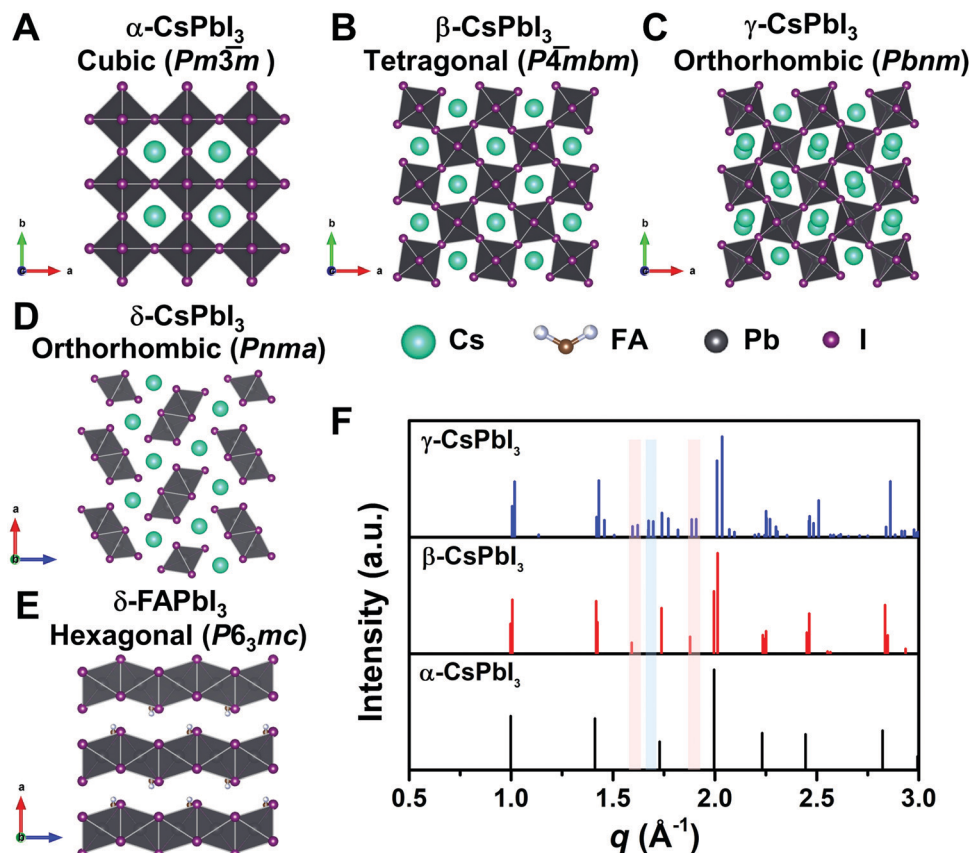 A
α-CsPbI₃
Cubic (Pm3̅m )
b
a
c
B
β-CsPbI₃
Tetragonal (P4̅mbm)
b
a
c
C
γ-CsPbI₃
Orthorhombic (Pbnm)
b
a
c
D
δ-CsPbI₃
Orthorhombic (Pnma)
a
b
Cs
FA
Pb
I
E
δ-FAPbI₃
Hexagonal (P6₃mc)
a
b
F
γ-CsPbI₃
β-CsPbI₃
α-CsPbI₃
Intensity (a.u.)
0.5 1.0 1.5 2.0 2.5 3.0
q (Å⁻¹)